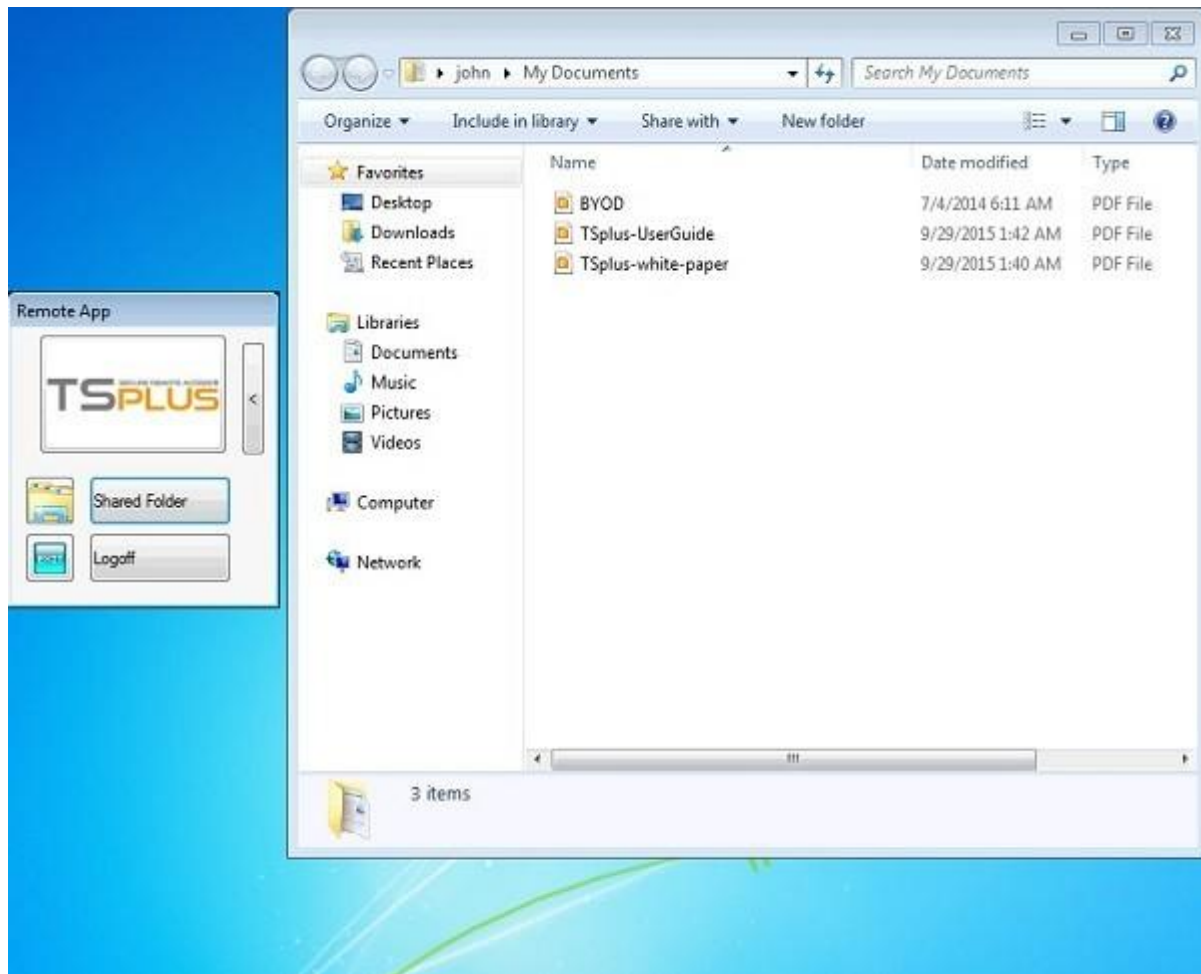 john ▸ My Documents
Search My Documents
Organize
Include in library
Share with
New folder
Name
Date modified
Type
Favorites
Desktop
Downloads
Recent Places
Libraries
Documents
Music
Pictures
Videos
Computer
Network
BYOD 7/4/2014 6:11 AM PDF File
TSplus-UserGuide 9/29/2015 1:42 AM PDF File
TSplus-white-paper 9/29/2015 1:40 AM PDF File
3 items
Remote App
TSPLUS
<
Shared Folder
Logoff